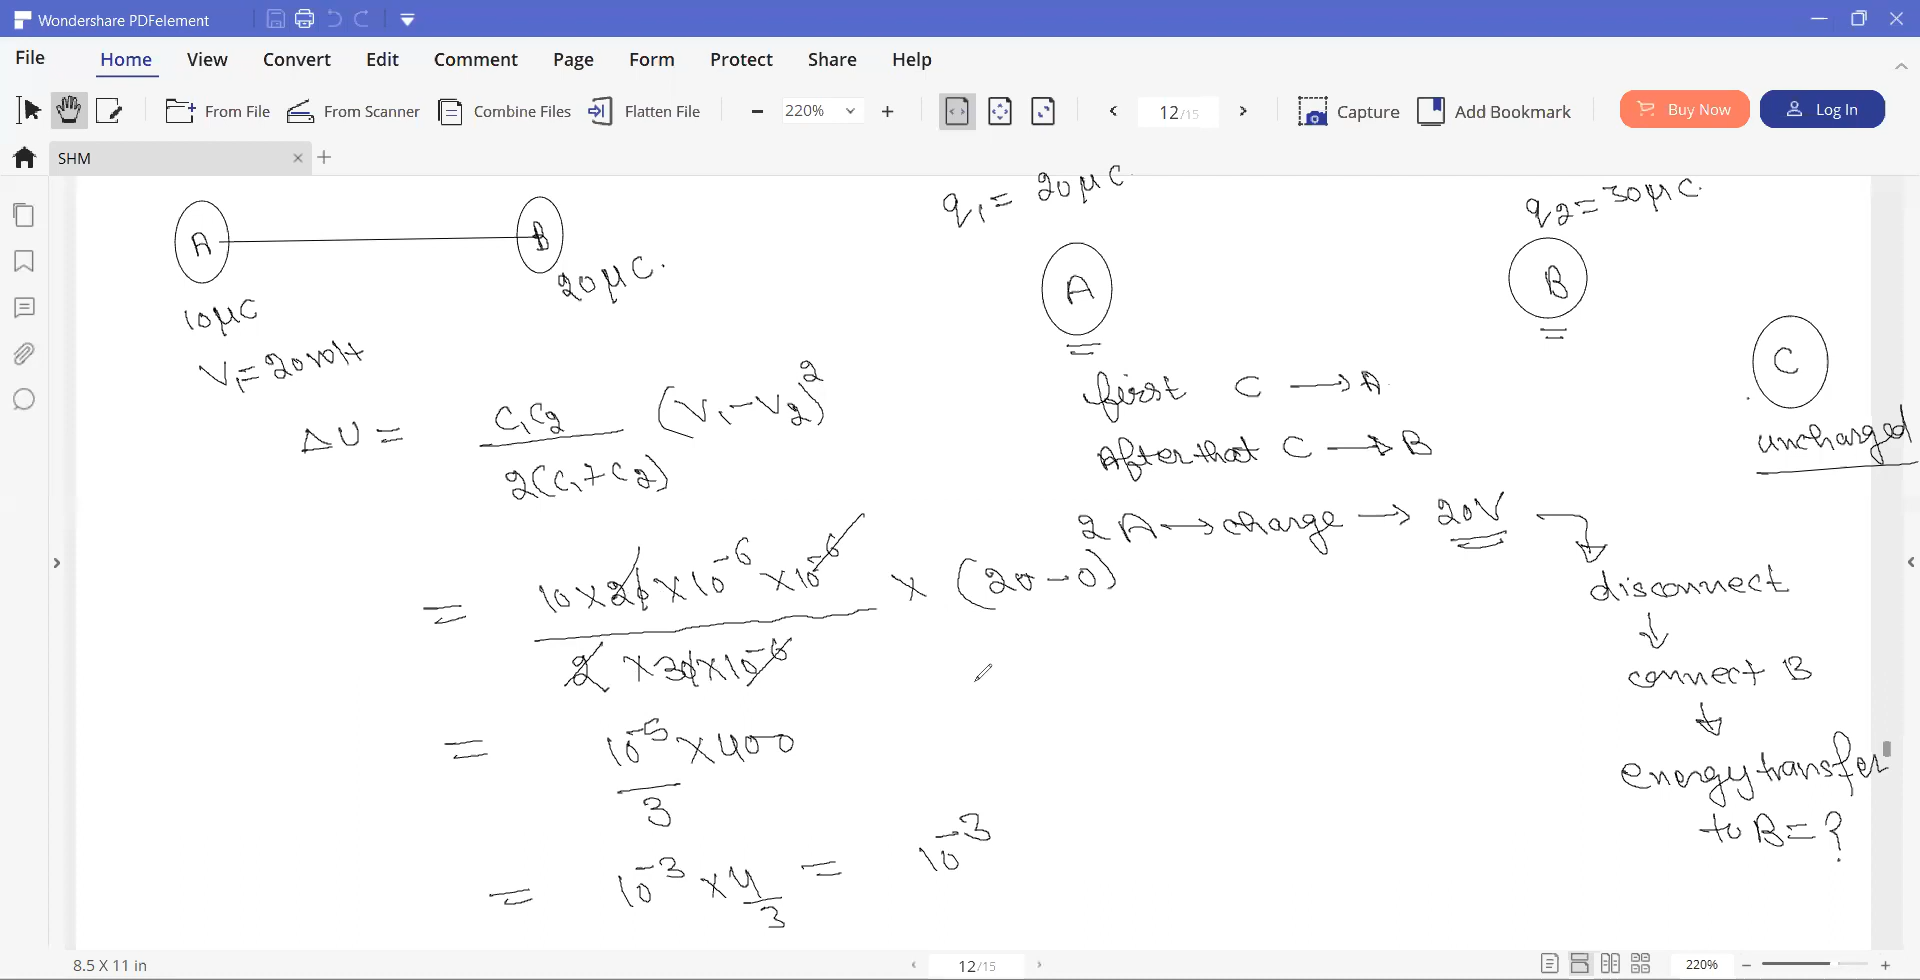 Wondershare PDFelement
File Home View Convert Edit Comment Page Form Protect Share Help
From File From Scanner Combine Files Flatten File 220% 12/15 Capture Add Bookmark Buy Now Log In
SHM
A B
10μC
20μC.
V1=20volt
ΔU = C1C2 / 2(C1+C2) (V1-V2)^2
= 10×20×10^-6×10^-6 / 2×30×10^-6 × (20-0)
= 10^-5×400 / 3
= 10^-3 × 4/3 = 10^-3
q1= 20μC.
q2=30μC.
A
B
C
uncharged
first C → A.
After that C → B
2 A → charge → 20V
disconnect
↓
connect B
↓
energy transfer
to B=?
8.5 X 11 in 12/15 220%